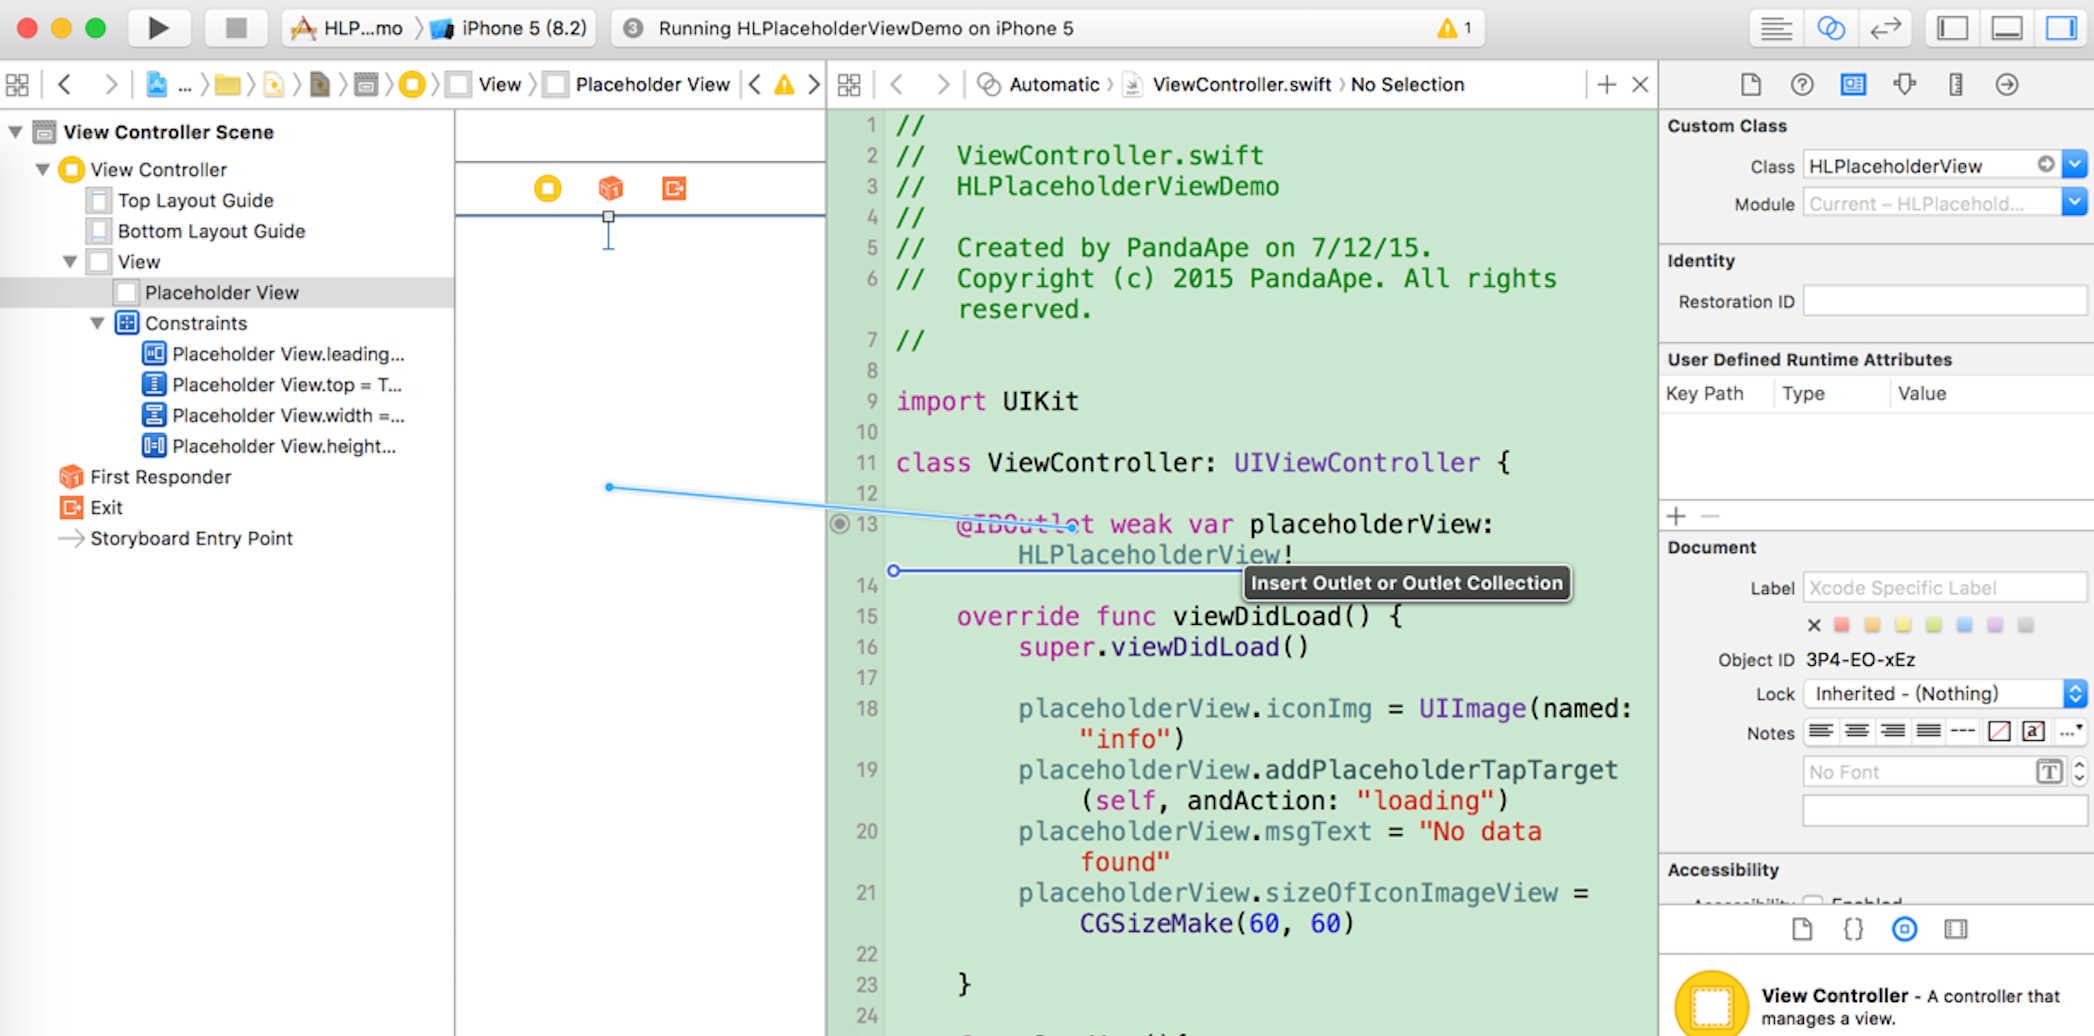 HLP...mo
iPhone 5 (8.2)
3
Running HLPlaceholderViewDemo on iPhone 5
1
...
View
Placeholder View
Automatic
ViewController.swift
No Selection
View Controller Scene
View Controller
Top Layout Guide
Bottom Layout Guide
View
Placeholder View
Constraints
Placeholder View.leading...
Placeholder View.top = T...
Placeholder View.width =...
Placeholder View.height...
First Responder
Exit
Storyboard Entry Point
1 //
2 //  ViewController.swift
3 //  HLPlaceholderViewDemo
4 //
5 //  Created by PandaApe on 7/12/15.
6 //  Copyright (c) 2015 PandaApe. All rights
reserved.
7 //
8
9 import UIKit
10
11 class ViewController: UIViewController {
12
13 @IBOutlet weak var placeholderView:
HLPlaceholderView!
Insert Outlet or Outlet Collection
14
15 override func viewDidLoad() {
16 super.viewDidLoad()
17
18 placeholderView.iconImg = UIImage(named:
"info")
19 placeholderView.addPlaceholderTapTarget
(self, andAction: "loading")
20 placeholderView.msgText = "No data
found"
21 placeholderView.sizeOfIconImageView =
CGSizeMake(60, 60)
22
23 }
24
Custom Class
Class HLPlaceholderView
Module Current – HLPlacehold...
Identity
Restoration ID
User Defined Runtime Attributes
Key Path Type Value
Document
Label Xcode Specific Label
Object ID 3P4-EO-xEz
Lock Inherited - (Nothing)
Notes
No Font
Accessibility
View Controller - A controller that
manages a view.